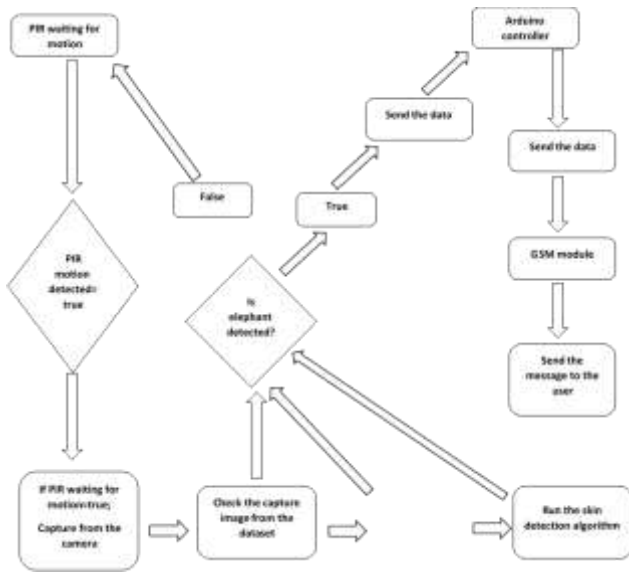 PIR waiting for
motion
Arduino
controller
Send the data
Send the data
False
True
PIR
motion
detected=
true
GSM module
Is
elephant
detected?
Send the
message to the
user
If PIR waiting for
motion=true;
Capture from the
camera
Check the capture
image from the
dataset
Run the skin
detection algorithm